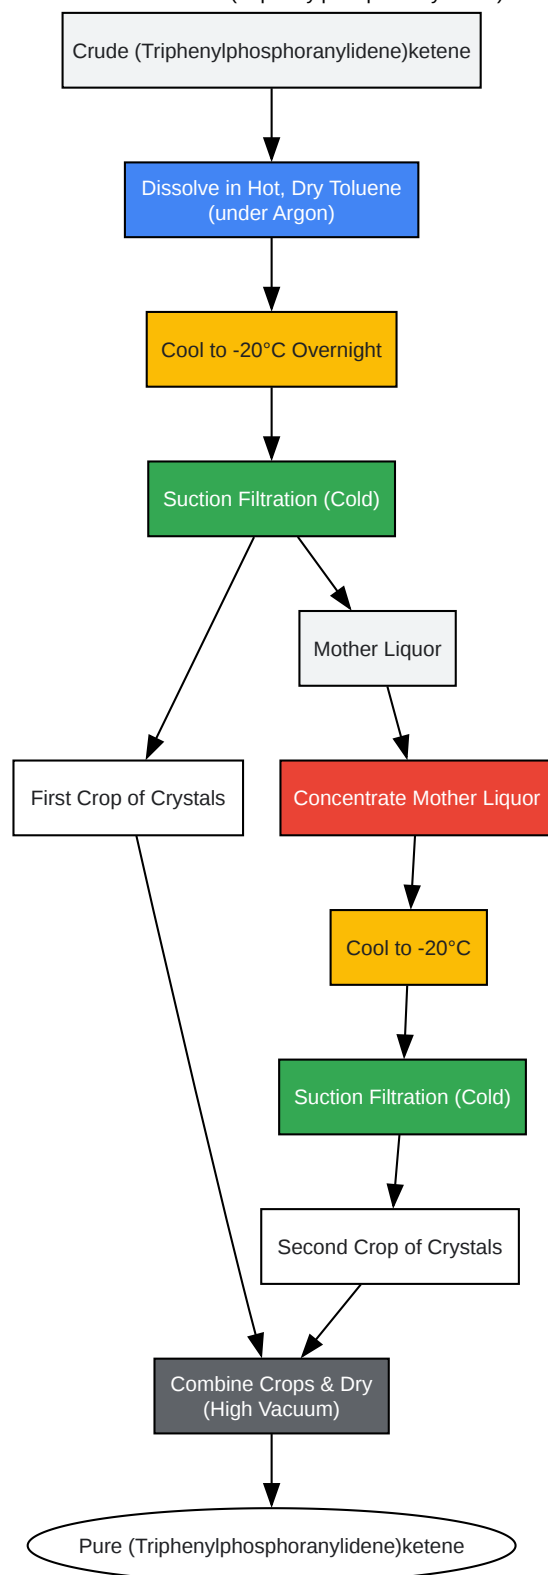 Crude (Triphenylphosphoranylidene)ketene
Dissolve in Hot, Dry Toluene
(under Argon)
Cool to -20°C Overnight
Suction Filtration (Cold)
Mother Liquor
First Crop of Crystals
Concentrate Mother Liquor
Cool to -20°C
Suction Filtration (Cold)
Second Crop of Crystals
Combine Crops & Dry
(High Vacuum)
Pure (Triphenylphosphoranylidene)ketene